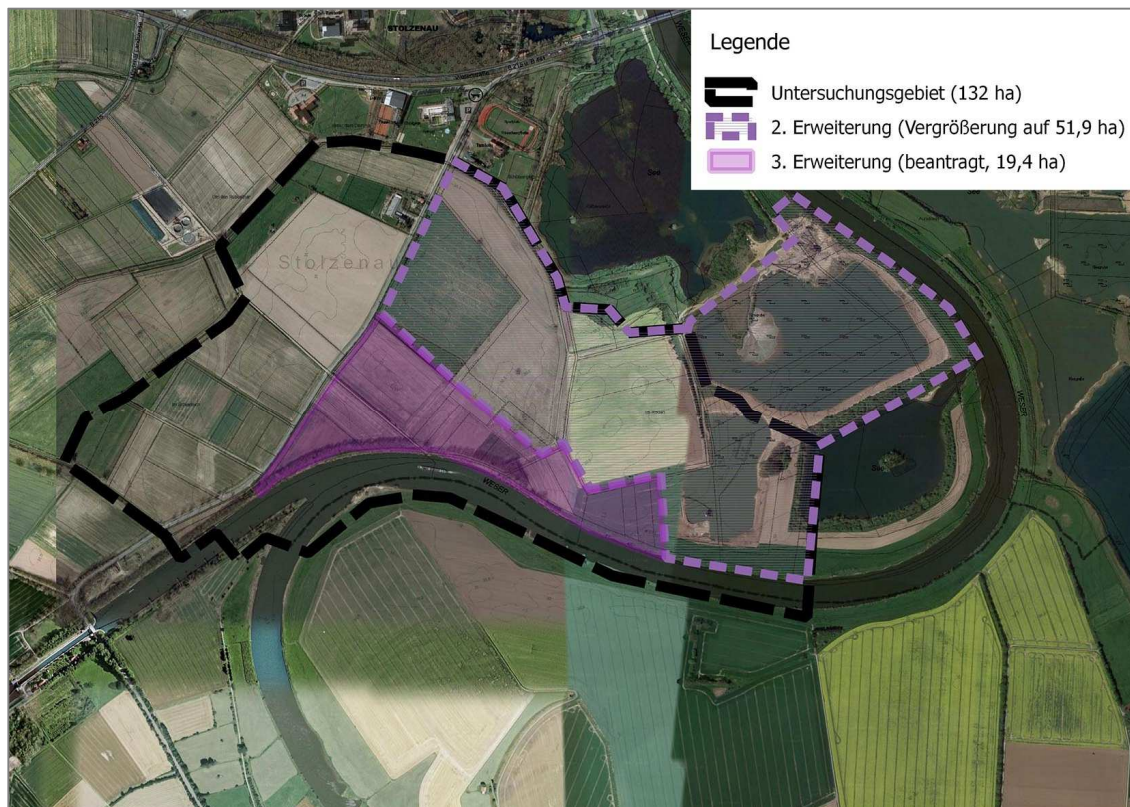 Legende
Untersuchungsgebiet (132 ha)
2. Erweiterung (Vergrößerung auf 51,9 ha)
3. Erweiterung (beantragt, 19,4 ha)
STOLZENAU
See
Stolzenau
WESER
WESER